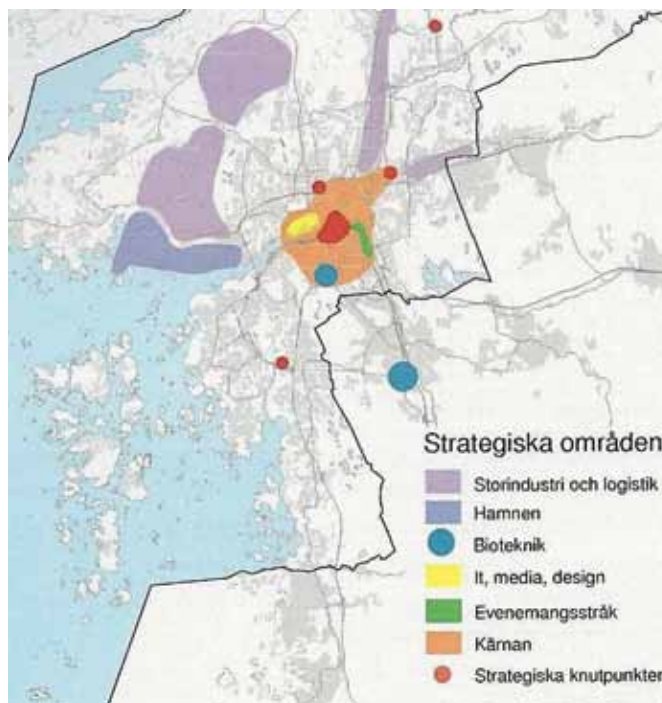 Strategiska områden
Storindustri och logistik
Hamnen
Bioteknik
It, media, design
Evenemangsstråk
Kärnan
Strategiska knutpunkter